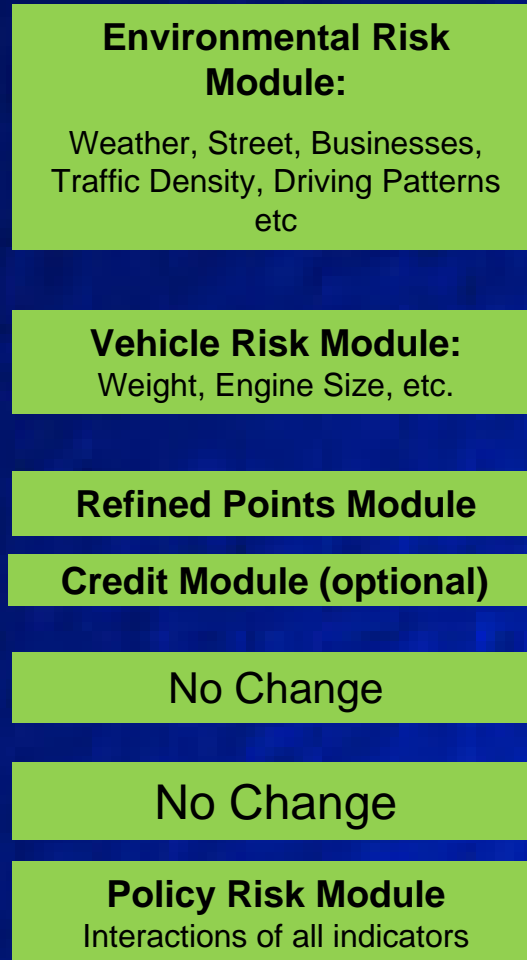 Environmental Risk
Module:
Weather, Street, Businesses,
Traffic Density, Driving Patterns
etc
Vehicle Risk Module:
Weight, Engine Size, etc.
Refined Points Module
Credit Module (optional)
No Change
No Change
Policy Risk Module
Interactions of all indicators